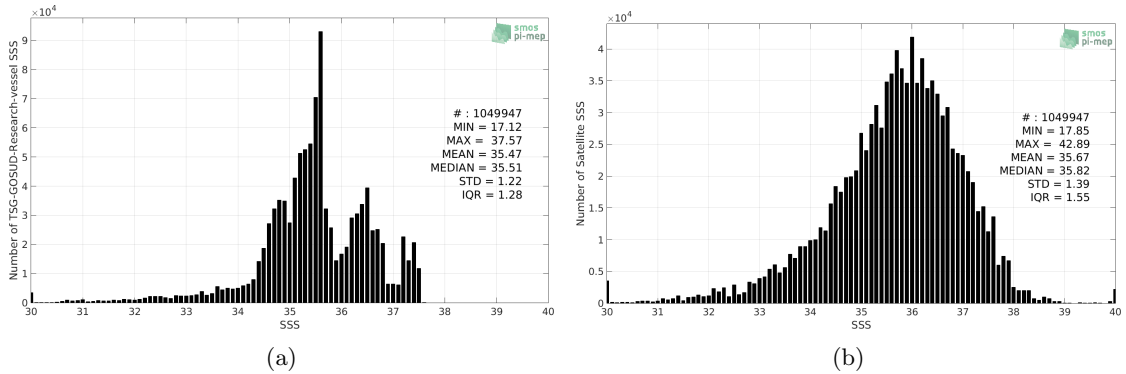 ×10⁴
9
8
7
6
5
4
3
2
1
0
Number of TSG-GOSUD-Research-vessel SSS
smos
pi-mep
# : 1049947
MIN = 17.12
MAX = 37.57
MEAN = 35.47
MEDIAN = 35.51
STD = 1.22
IQR = 1.28
30 31 32 33 34 35 36 37 38 39 40
SSS
(a)
×10⁴
4
3.5
3
2.5
2
1.5
1
0.5
0
Number of Satellite SSS
smos
pi-mep
# : 1049947
MIN = 17.85
MAX = 42.89
MEAN = 35.67
MEDIAN = 35.82
STD = 1.39
IQR = 1.55
30 31 32 33 34 35 36 37 38 39 40
SSS
(b)